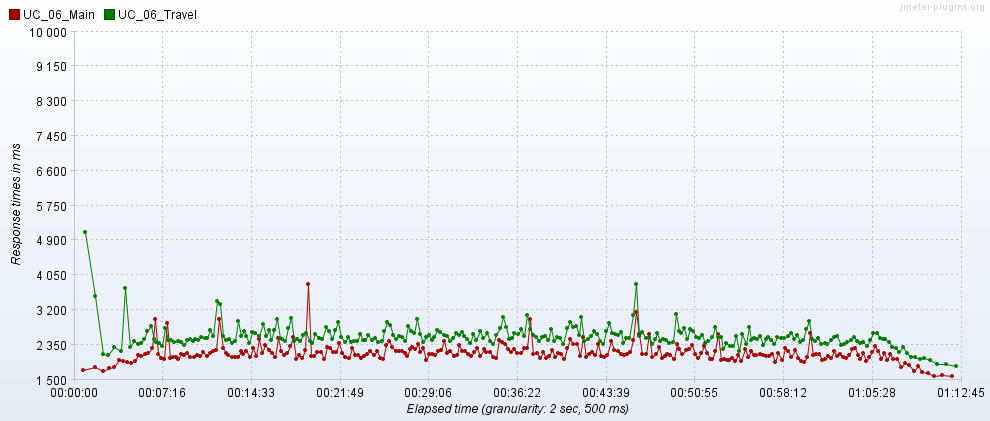 UC_06_Main UC_06_Travel
jmeter-plugins.org
10 000
9 150
8 300
7 450
6 600
5 750
4 900
4 050
3 200
2 350
1 500
Response times in ms
00:00:00 00:07:16 00:14:33 00:21:49 00:29:06 00:36:22 00:43:39 00:50:55 00:58:12 01:05:28 01:12:45
Elapsed time (granularity: 2 sec, 500 ms)